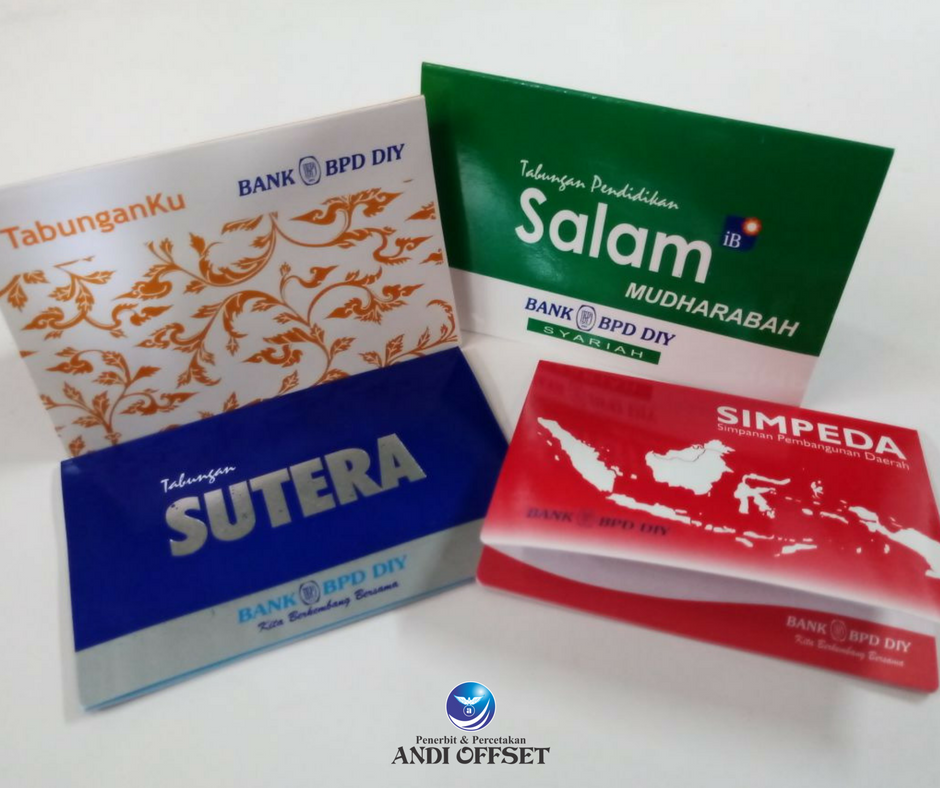 TabunganKu
BANK BPD DIY
Tabungan Pendidikan
Salam iB
MUDHARABAH
BANK BPD DIY
SYARIAH
Tabungan
SUTERA
BANK BPD DIY
Kita Berkembang Bersama
SIMPEDA
Simpanan Pembangunan Daerah
BANK BPD DIY
BANK BPD DIY
Kita Berkembang Bersama
a
Penerbit & Percetakan
ANDI OFFSET